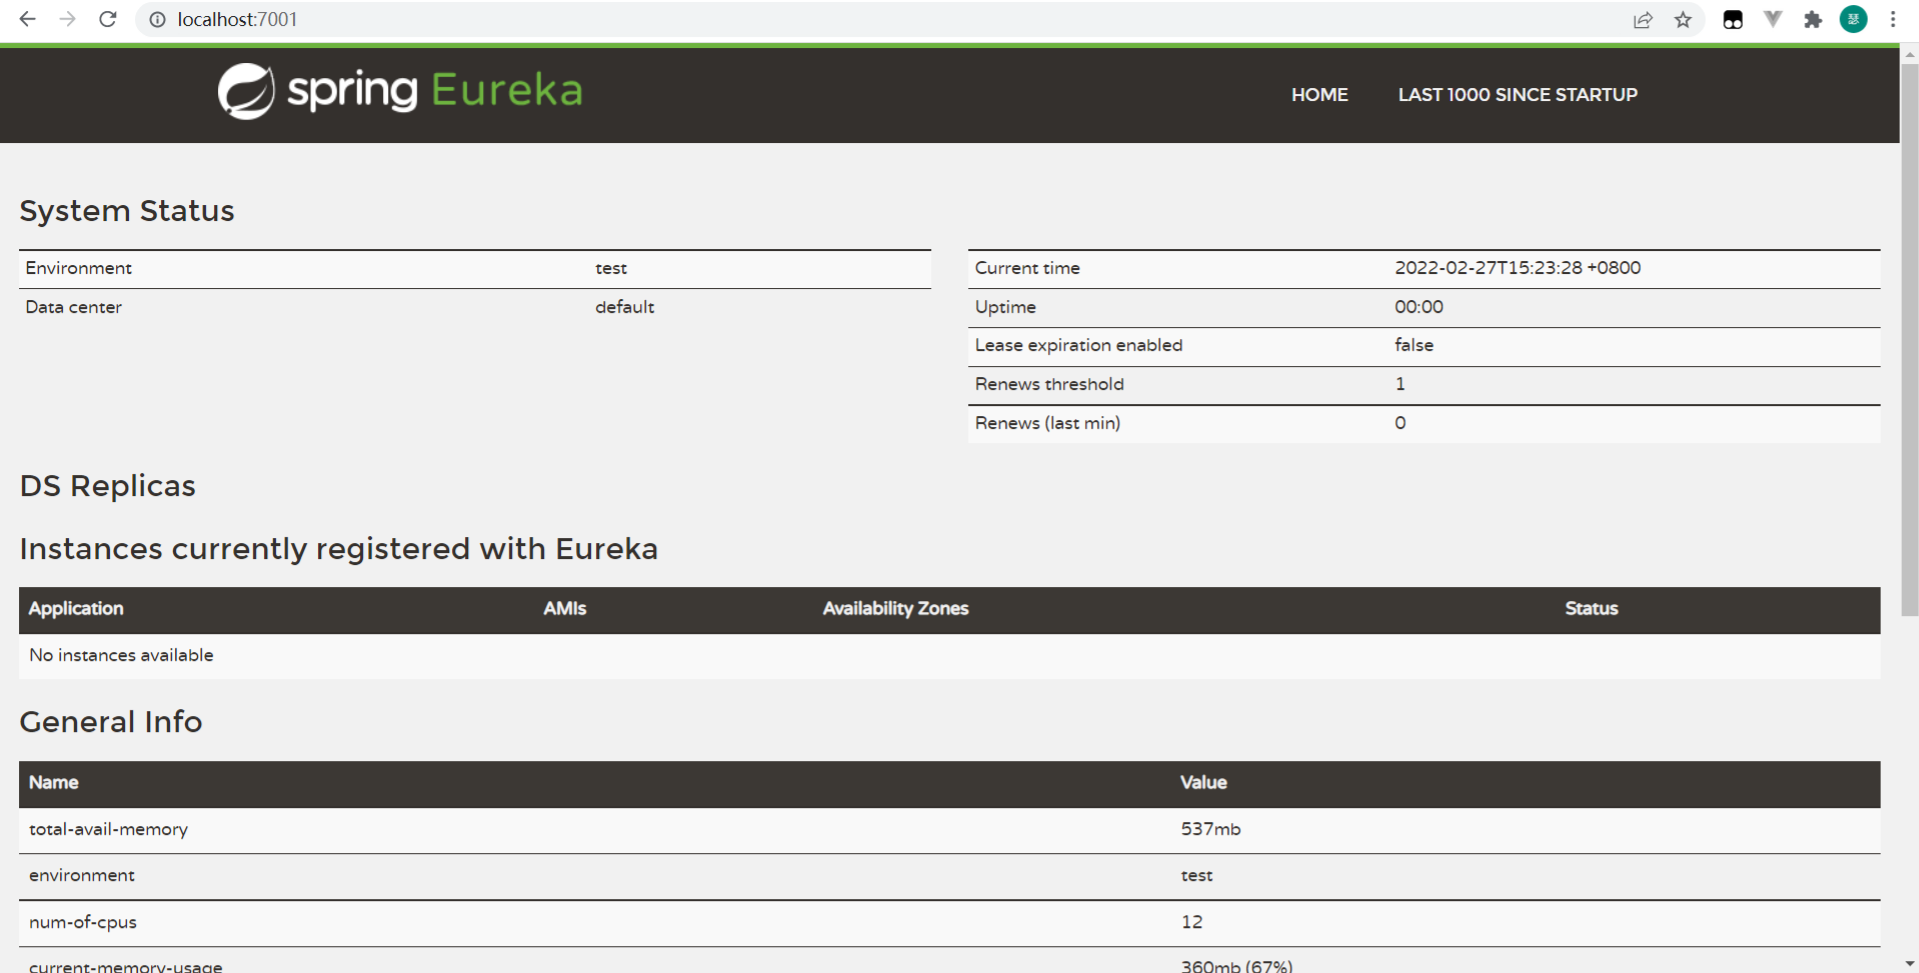 localhost:7001
瑟
spring Eureka
HOME LAST 1000 SINCE STARTUP
System Status
Environment test
Data center default
Current time 2022-02-27T15:23:28 +0800
Uptime 00:00
Lease expiration enabled false
Renews threshold 1
Renews (last min) 0
DS Replicas
Instances currently registered with Eureka
Application AMIs Availability Zones Status
No instances available
General Info
Name Value
total-avail-memory 537mb
environment test
num-of-cpus 12
current-memory-usage 360mb (67%)